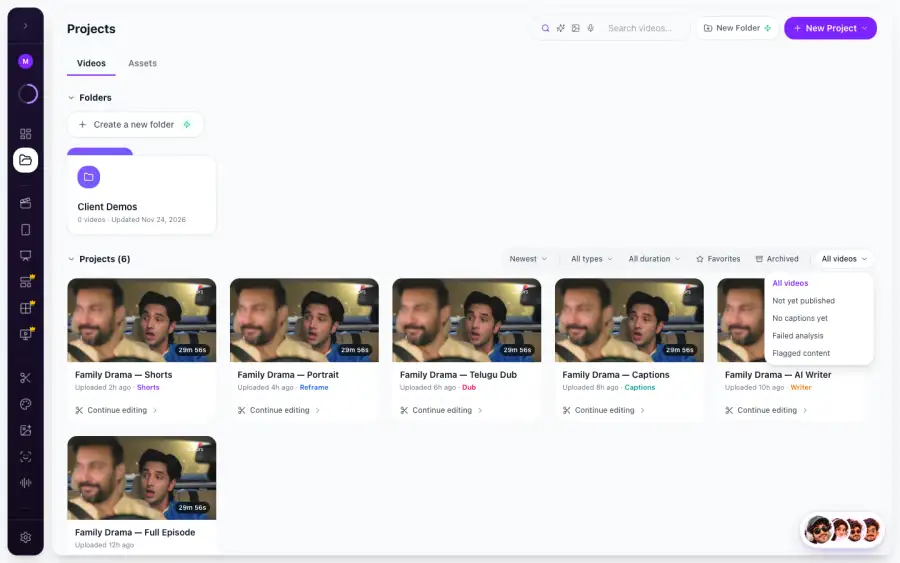 Projects
Search videos...
New Folder
New Project
M
Videos
Assets
Folders
Create a new folder
Client Demos
0 videos · Updated Nov 24, 2026
Projects (6)
Newest
All types
All duration
Favorites
Archived
All videos
All videos
Not yet published
No captions yet
Failed analysis
Flagged content
29m 56s
29m 56s
29m 56s
29m 56s
Family Drama — Shorts
Uploaded 2h ago · Shorts
Continue editing
Family Drama — Portrait
Uploaded 4h ago · Reframe
Continue editing
Family Drama — Telugu Dub
Uploaded 6h ago · Dub
Continue editing
Family Drama — Captions
Uploaded 8h ago · Captions
Continue editing
Family Drama — AI Writer
Uploaded 10h ago · Writer
Continue editing
29m 56s
Family Drama — Full Episode
Uploaded 12h ago